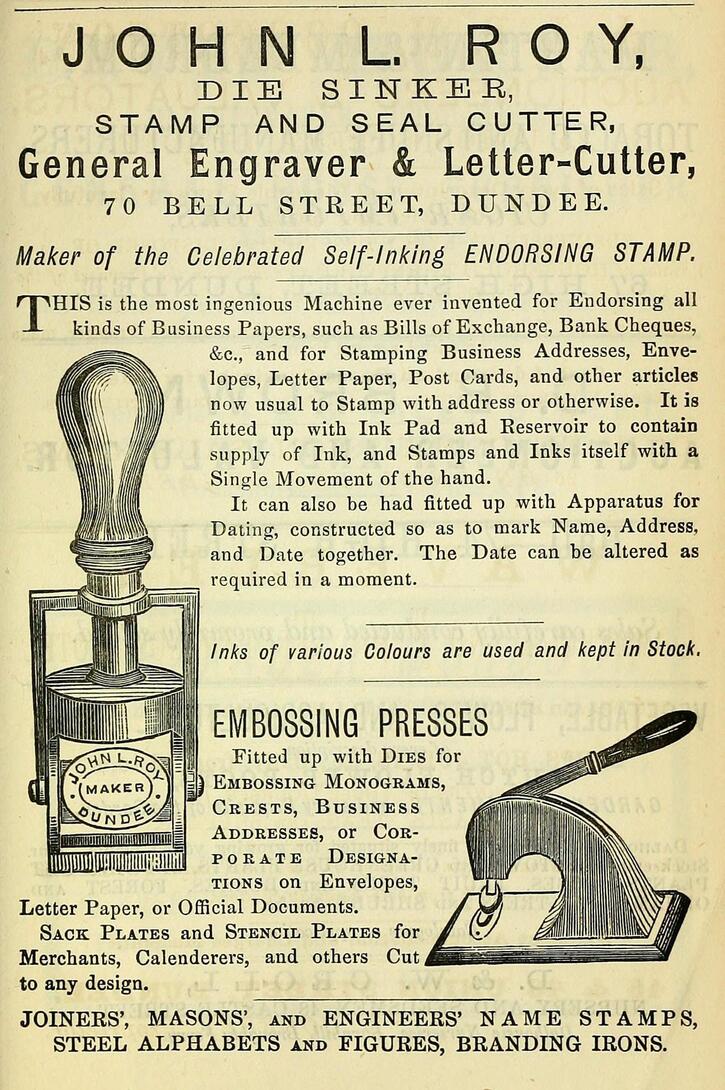 JOHN L. ROY,
DIE SINKER,
STAMP AND SEAL CUTTER,
General Engraver & Letter-Cutter,
70 BELL STREET, DUNDEE.
Maker of the Celebrated Self-Inking ENDORSING STAMP.
THIS is the most ingenious Machine ever invented for Endorsing all
kinds of Business Papers, such as Bills of Exchange, Bank Cheques,
&c., and for Stamping Business Addresses, Enve-
lopes, Letter Paper, Post Cards, and other articles
now usual to Stamp with address or otherwise. It is
fitted up with Ink Pad and Reservoir to contain
supply of Ink, and Stamps and Inks itself with a
Single Movement of the hand.
It can also be had fitted up with Apparatus for
Dating, constructed so as to mark Name, Address,
and Date together. The Date can be altered as
required in a moment.
Inks of various Colours are used and kept in Stock.
JOHN L. ROY
MAKER
DUNDEE
EMBOSSING PRESSES
Fitted up with DIES for
EMBOSSING MONOGRAMS,
CRESTS, BUSINESS
ADDRESSES, or COR-
PORATE DESIGNA-
TIONS on Envelopes,
Letter Paper, or Official Documents.
SACK PLATES and STENCIL PLATES for
Merchants, Calenderers, and others Cut
to any design.
JOINERS', MASONS', AND ENGINEERS' NAME STAMPS,
STEEL ALPHABETS AND FIGURES, BRANDING IRONS.